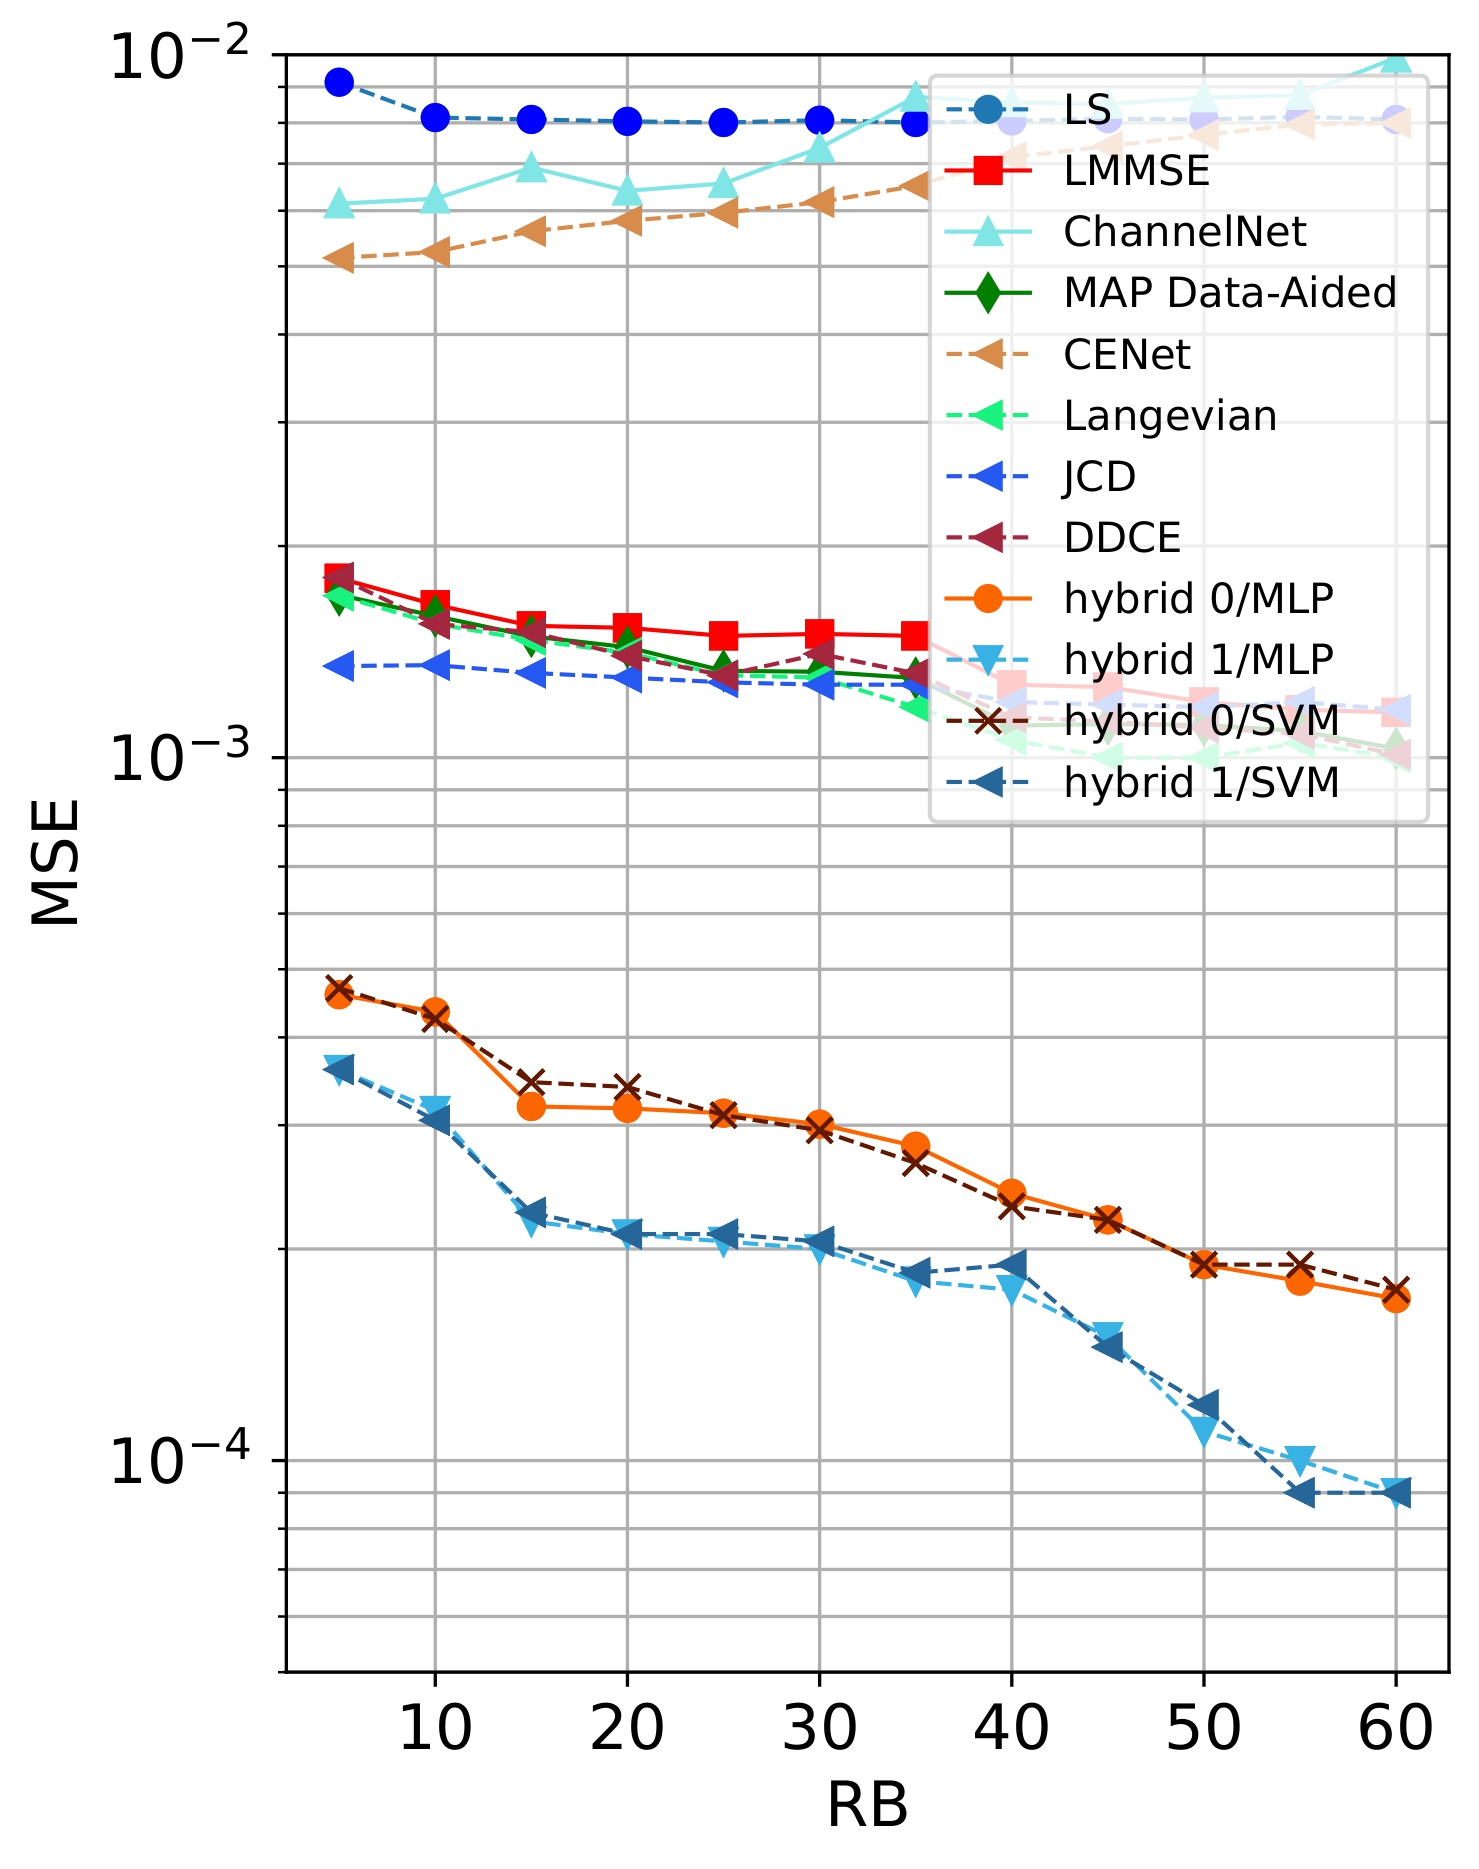 10⁻²
10⁻³
10⁻⁴
MSE
LS
LMMSE
ChannelNet
MAP Data-Aided
CENet
Langevian
JCD
DDCE
hybrid 0/MLP
hybrid 1/MLP
hybrid 0/SVM
hybrid 1/SVM
10 20 30 40 50 60
RB